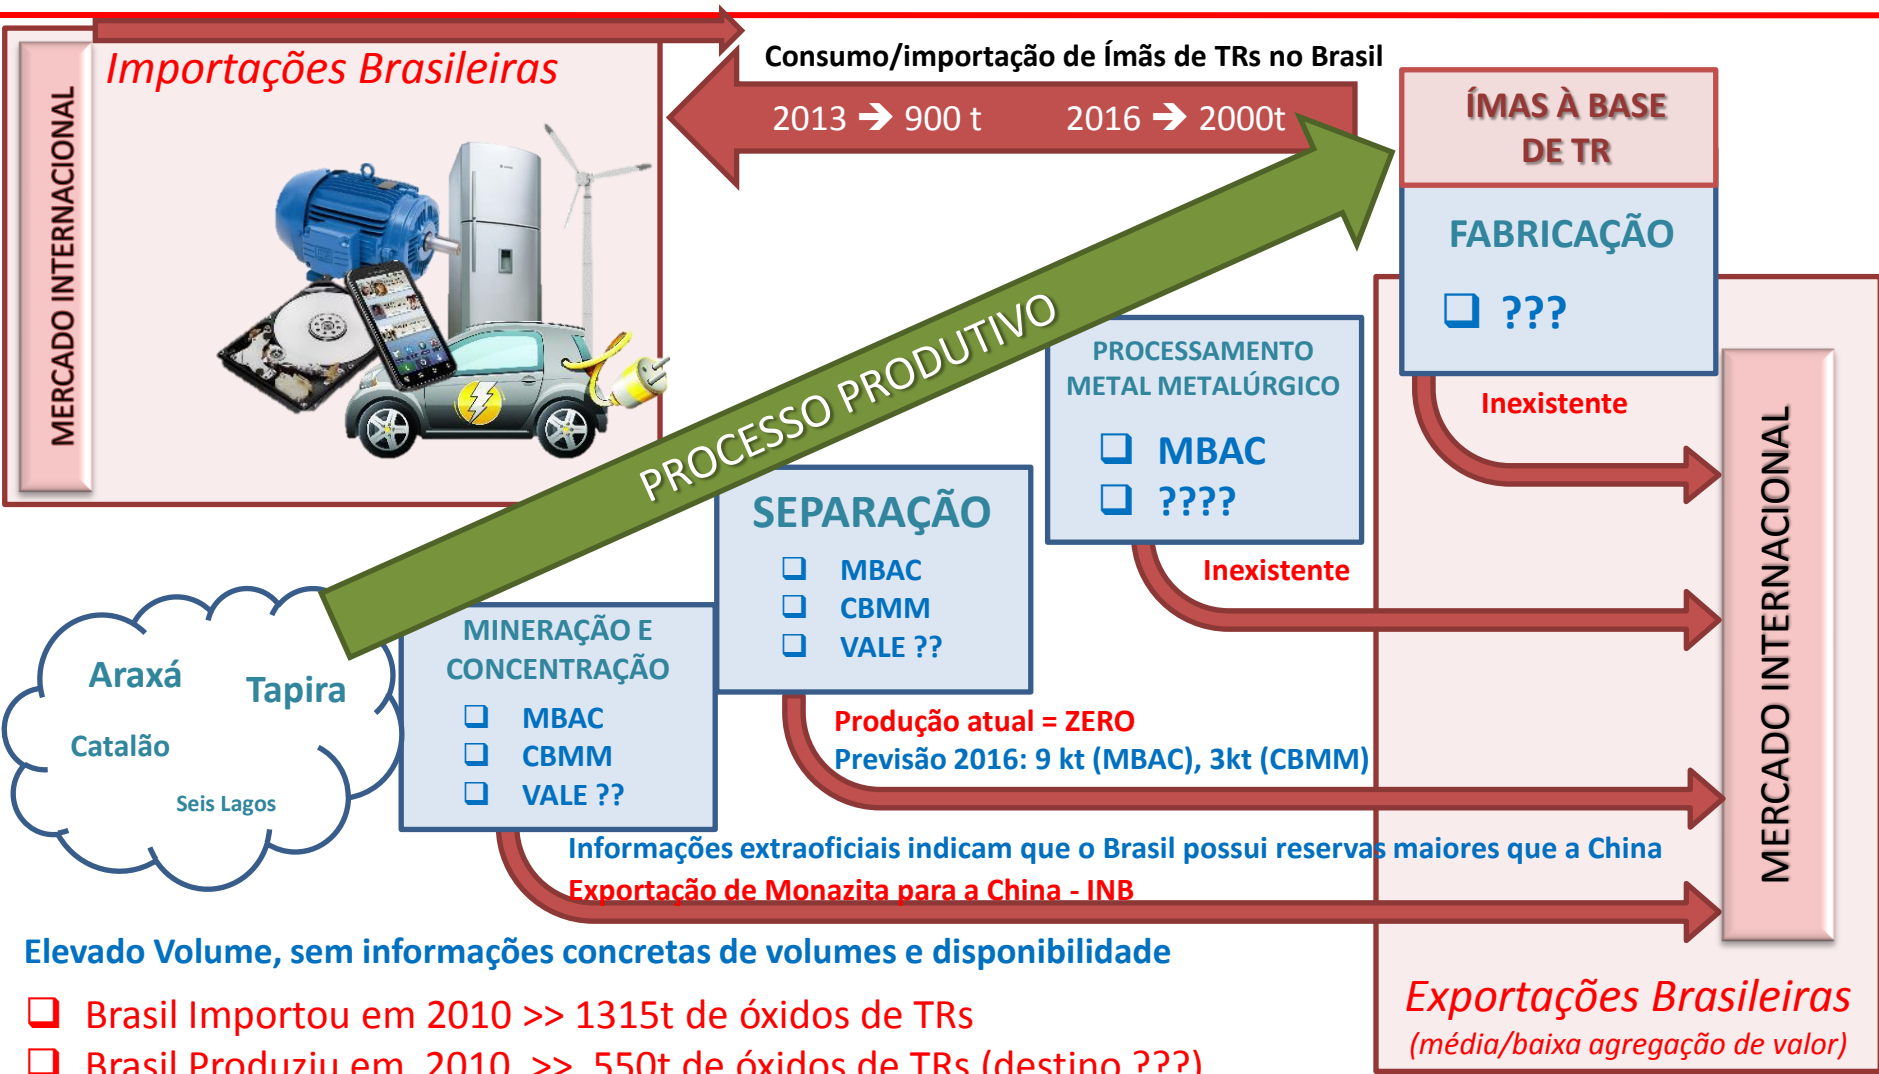 MERCADO INTERNACIONAL
Importações Brasileiras
Consumo/importação de Ímãs de TRs no Brasil
2013 ➔ 900 t 2016 ➔ 2000t
ÍMAS À BASE
DE TR
FABRICAÇÃO
❑ ???
Inexistente
PROCESSO PRODUTIVO
PROCESSAMENTO
METAL METALÚRGICO
❑ MBAC
❑ ????
Inexistente
SEPARAÇÃO
❑ MBAC
❑ CBMM
❑ VALE ??
Produção atual = ZERO
Previsão 2016: 9 kt (MBAC), 3kt (CBMM)
MINERAÇÃO E
CONCENTRAÇÃO
❑ MBAC
❑ CBMM
❑ VALE ??
Araxá
Tapira
Catalão
Seis Lagos
Informações extraoficiais indicam que o Brasil possui reservas maiores que a China
Exportação de Monazita para a China - INB
MERCADO INTERNACIONAL
Elevado Volume, sem informações concretas de volumes e disponibilidade
❑ Brasil Importou em 2010 >> 1315t de óxidos de TRs
❑ Brasil Produziu em 2010 >> 550t de óxidos de TRs (destino ???)
Exportações Brasileiras
(média/baixa agregação de valor)